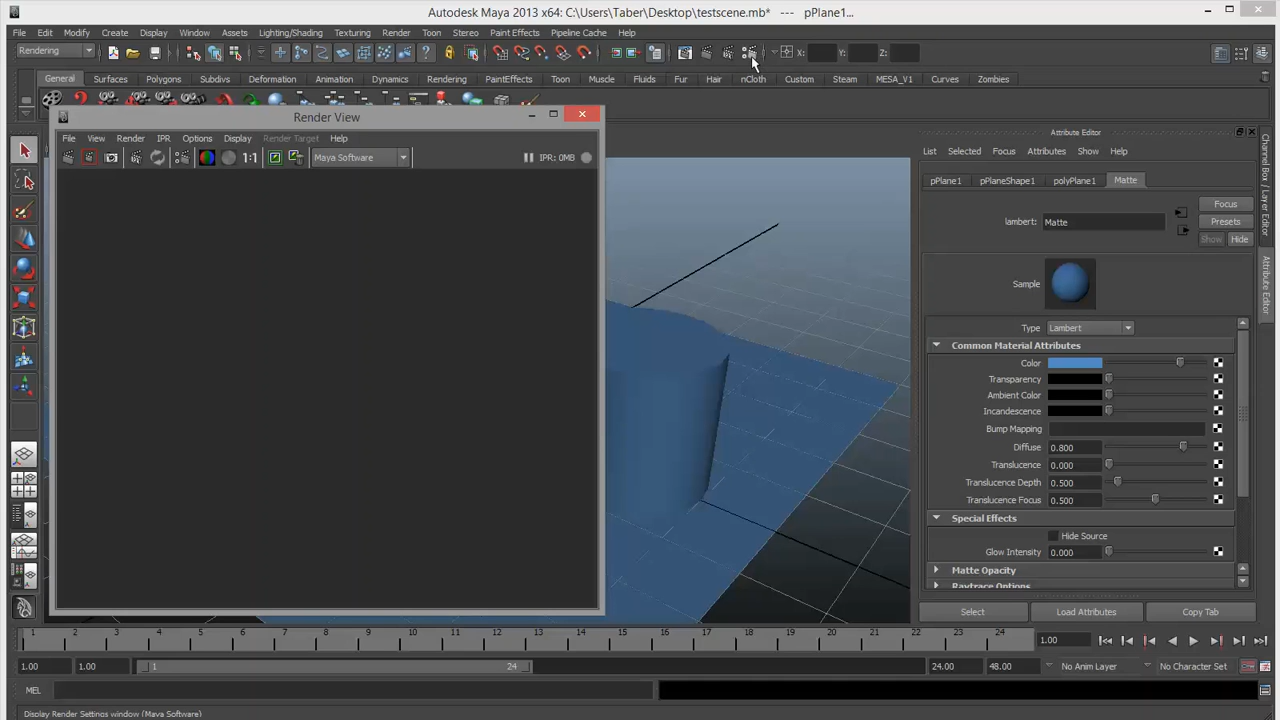 Autodesk Maya 2013 x64: C:\Users\Taber\Desktop\testscene.mb* --- pPlane1...
File Edit Modify Create Display Window Assets Lighting/Shading Texturing Render Toon Stereo Paint Effects Pipeline Cache Help
Rendering X: Y: Z:
General Surfaces Polygons Subdivs Deformation Animation Dynamics Rendering PaintEffects Toon Muscle Fluids Fur Hair nCloth Custom Steam MESA_V1 Curves Zombies
Render View
File View Render IPR Options Display Render Target Help
1:1 Maya Software IPR: 0MB
Attribute Editor
List Selected Focus Attributes Show Help
pPlane1 pPlaneShape1 polyPlane1 Matte
Focus
lambert: Matte Presets
Show Hide
Sample
Type Lambert
Common Material Attributes
Color
Transparency
Ambient Color
Incandescence
Bump Mapping
Diffuse 0.800
Translucence 0.000
Translucence Depth 0.500
Translucence Focus 0.500
Special Effects
Hide Source
Glow Intensity 0.000
Matte Opacity
Raytrace Options
Select Load Attributes Copy Tab
Channel Box / Layer Editor
Attribute Editor
1 2 3 4 5 6 7 8 9 10 11 12 13 14 15 16 17 18 19 20 21 22 23 24 1.00
1.00 1.00 1 24 24.00 48.00 No Anim Layer No Character Set
MEL
Display Render Settings window (Maya Software)